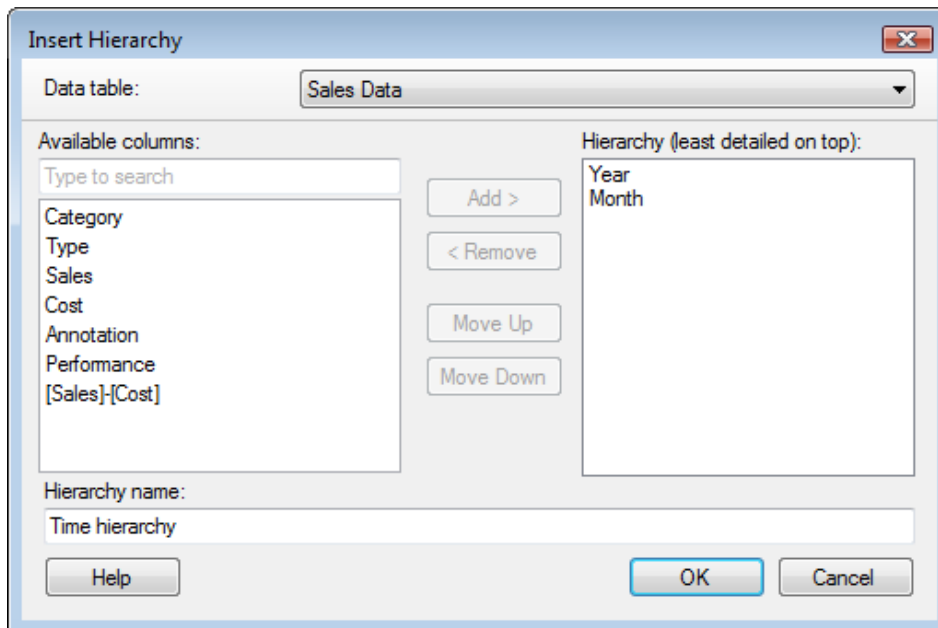 Insert Hierarchy
Data table:
Sales Data
Available columns:
Type to search
Category
Type
Sales
Cost
Annotation
Performance
[Sales]-[Cost]
Add >
< Remove
Move Up
Move Down
Hierarchy (least detailed on top):
Year
Month
Hierarchy name:
Time hierarchy
Help
OK
Cancel